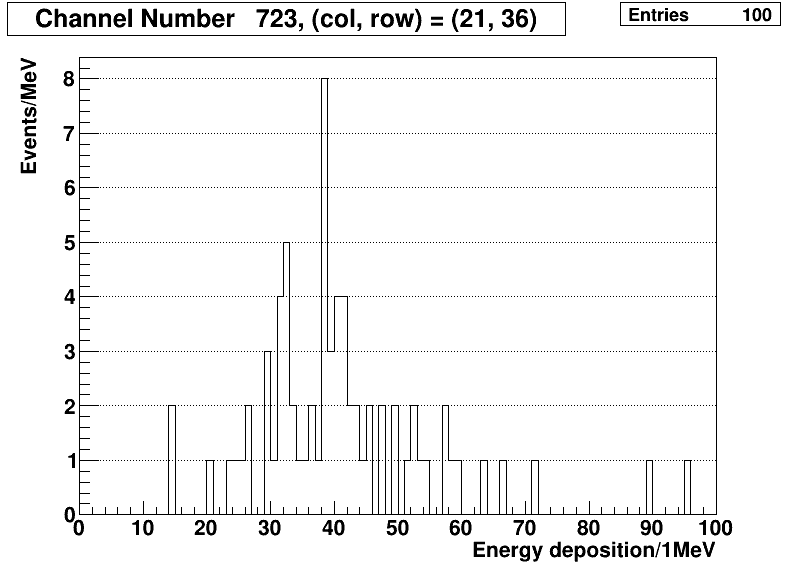 Channel Number 723, (col, row) = (21, 36)
Entries 100
Events/MeV
8
7
6
5
4
3
2
1
0
0 10 20 30 40 50 60 70 80 90 100
Energy deposition/1MeV